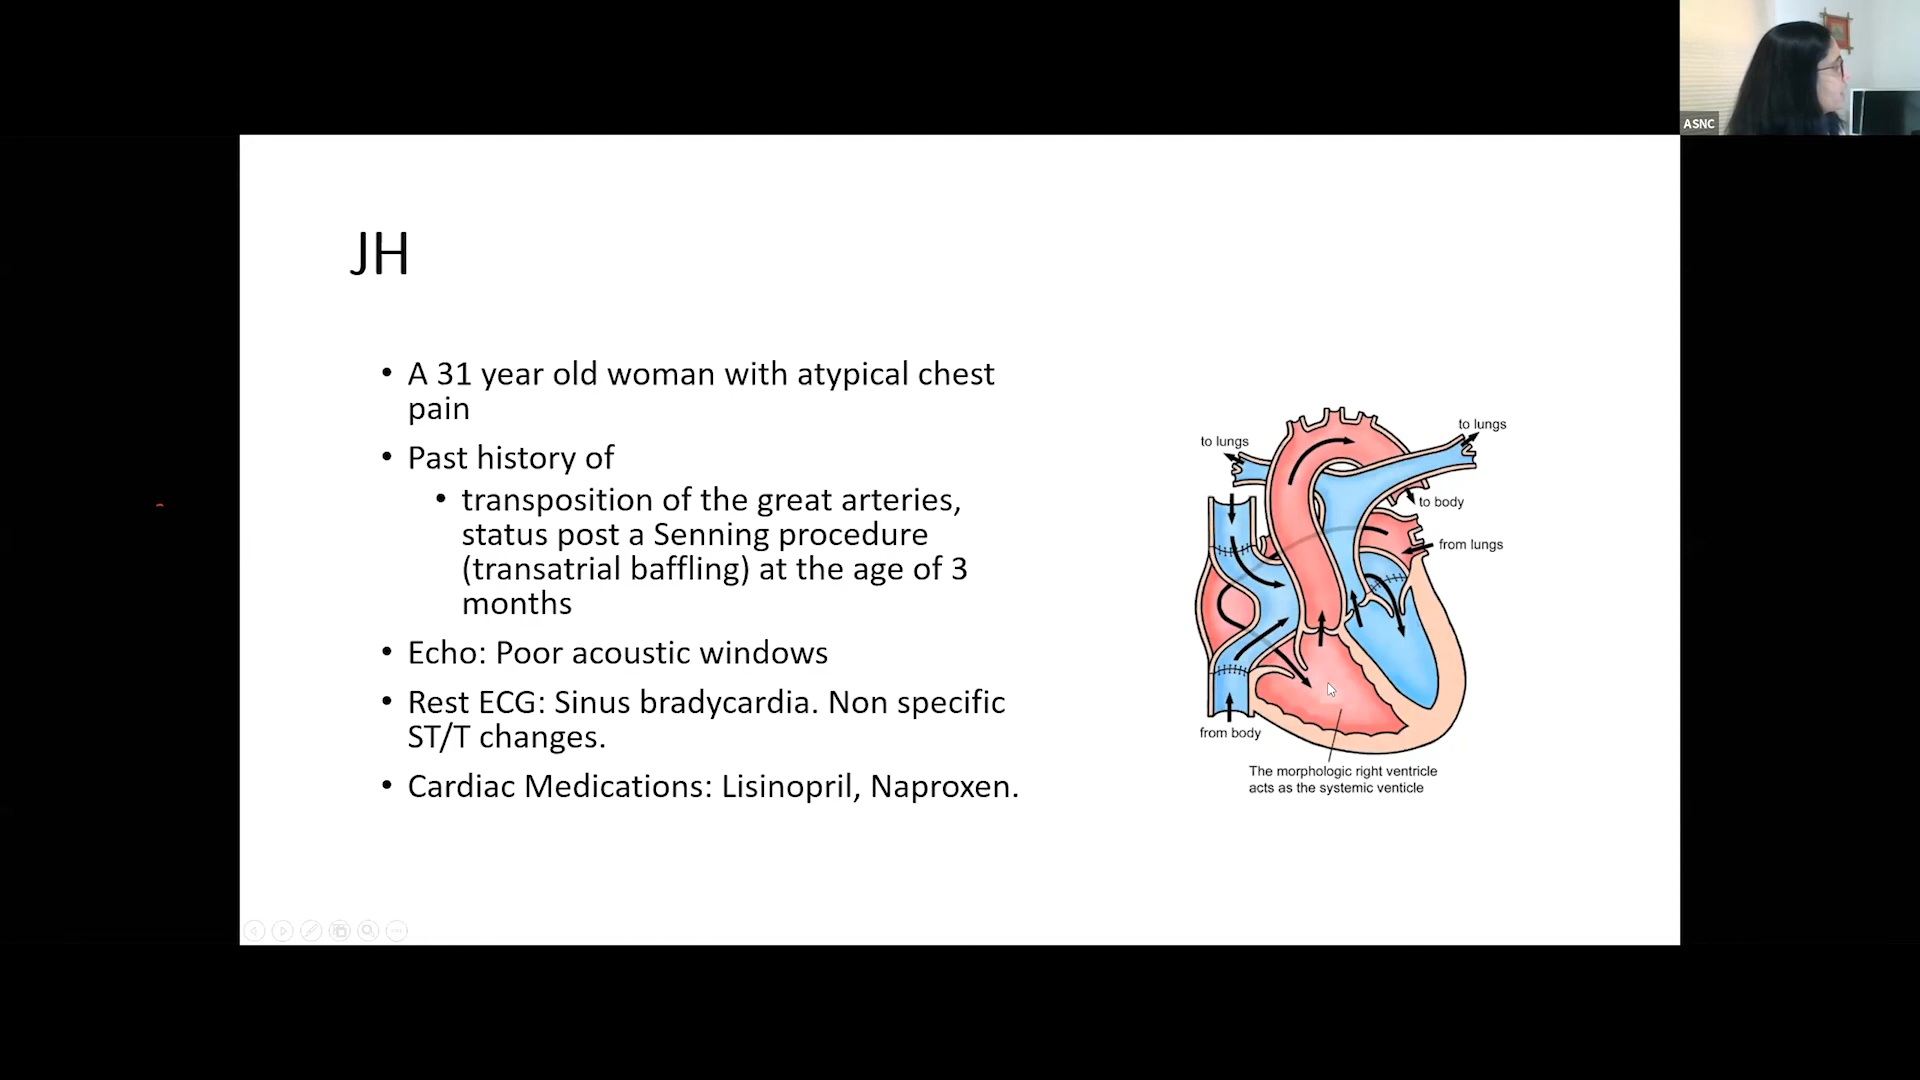 ASNC
JH
• A 31 year old woman with atypical chest
pain
• Past history of
• transposition of the great arteries,
status post a Senning procedure
(transatrial baffling) at the age of 3
months
• Echo: Poor acoustic windows
• Rest ECG: Sinus bradycardia. Non specific
ST/T changes.
• Cardiac Medications: Lisinopril, Naproxen.
to lungs
to lungs
to body
from lungs
from body
The morphologic right ventricle
acts as the systemic venticle